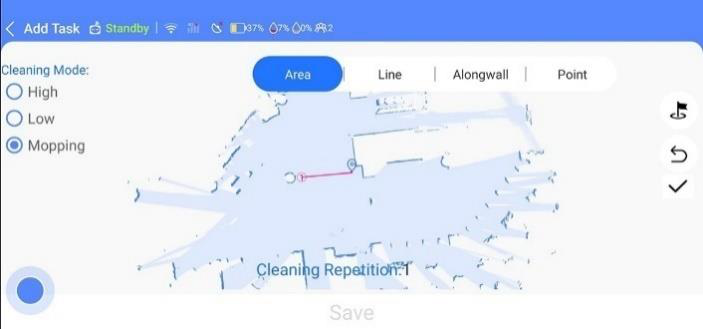 Add Task Standby 37% 7% 0% 2
Cleaning Mode:
High
Low
Mopping
Area Line Alongwall Point
Cleaning Repetition:1
Save